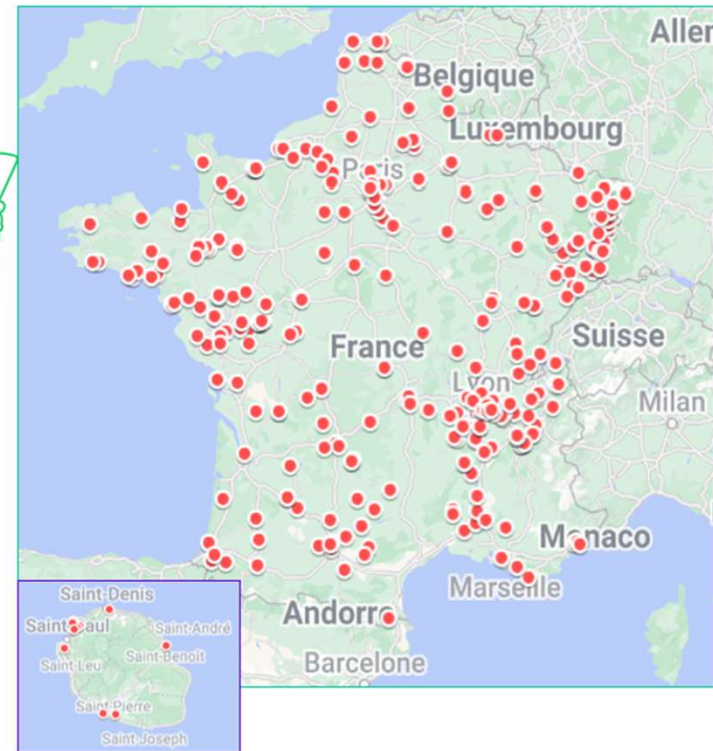 Aller
Belgique
Luxembourg
Paris
France
Suisse
Lyon
Milan
Monaco
Marseille
Andorre
Barcelone
Saint-Denis
Saint-Paul
Saint-André
Saint-Leu
Saint-Benoît
Saint-Pierre
Saint-Joseph